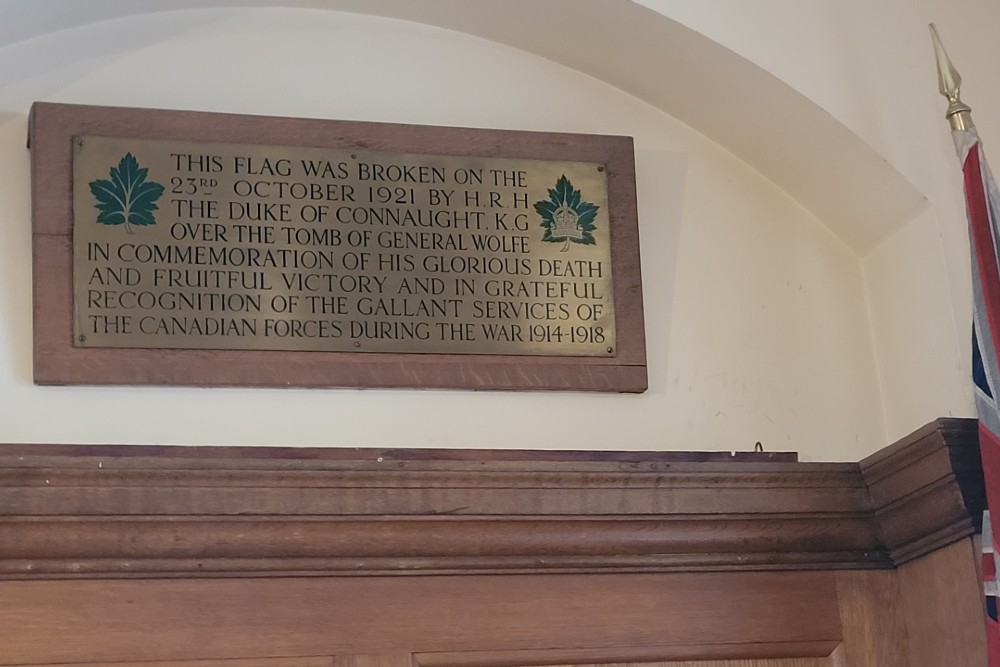 THIS FLAG WAS BROKEN ON THE
23RD OCTOBER 1921 BY H.R.H
THE DUKE OF CONNAUGHT, K.G
OVER THE TOMB OF GENERAL WOLFE
IN COMMEMORATION OF HIS GLORIOUS DEATH
AND FRUITFUL VICTORY AND IN GRATEFUL
RECOGNITION OF THE GALLANT SERVICES OF
THE CANADIAN FORCES DURING THE WAR 1914-1918